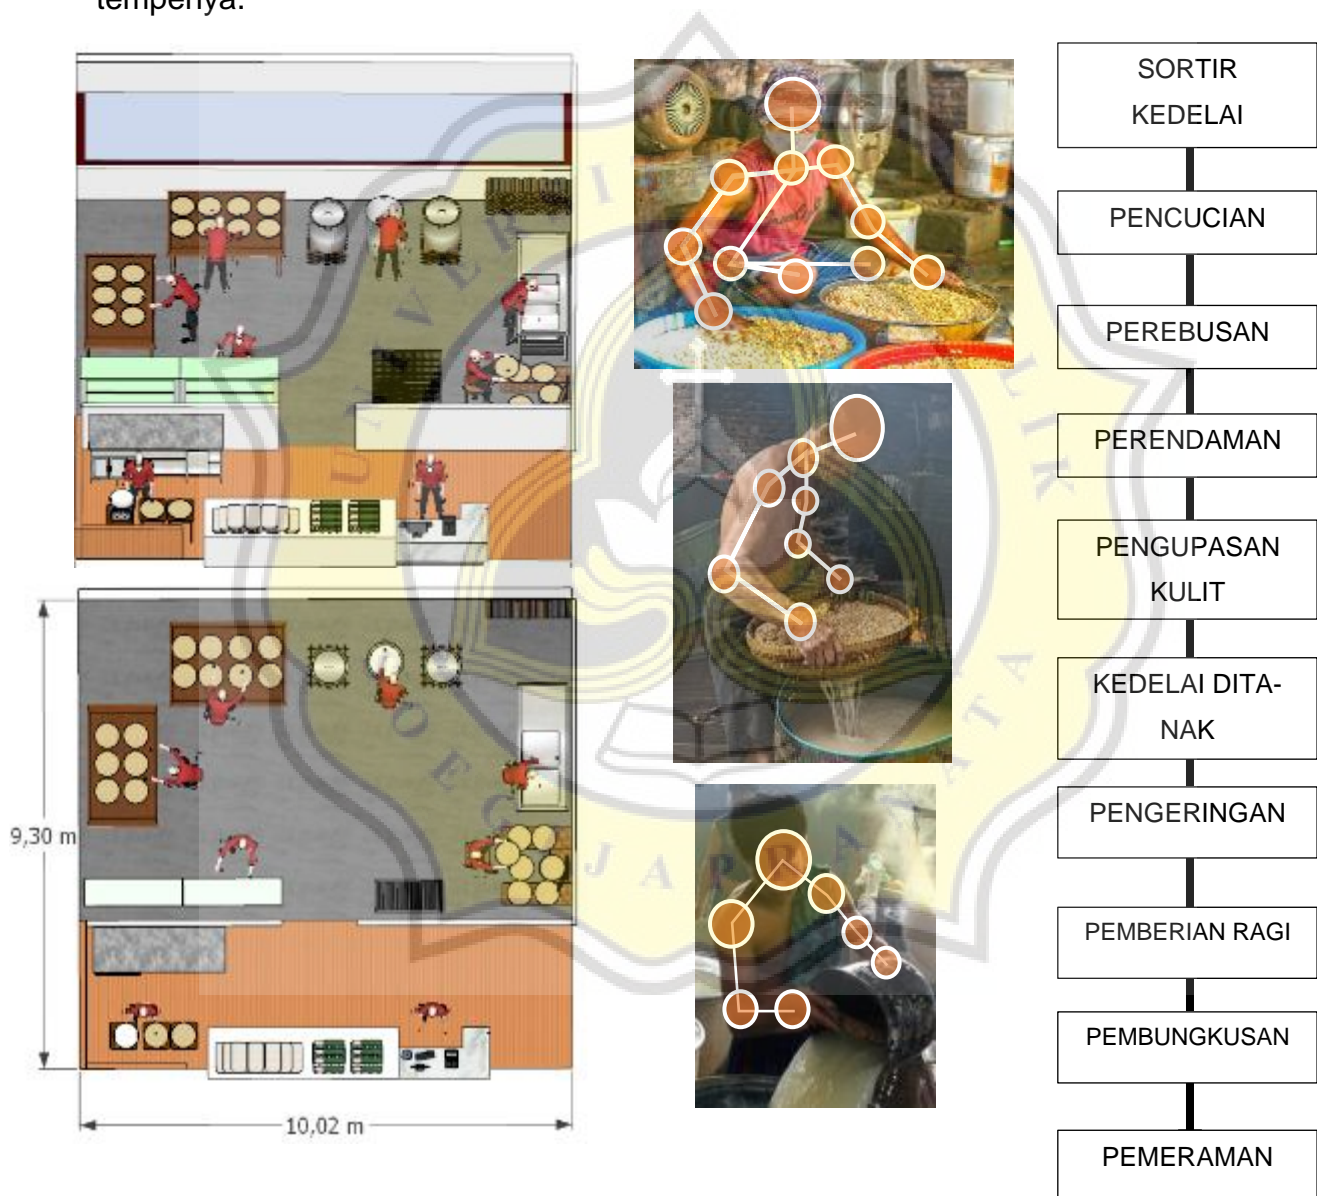 tempenya.
SORTIR
KEDELAI
PENCUCIAN
PEREBUSAN
PERENDAMAN
PENGUPASAN
KULIT
KEDELAI DITA-
NAK
PENGERINGAN
PEMBERIAN RAGI
PEMBUNGKUSAN
PEMERAMAN
9,30 m
10,02 m